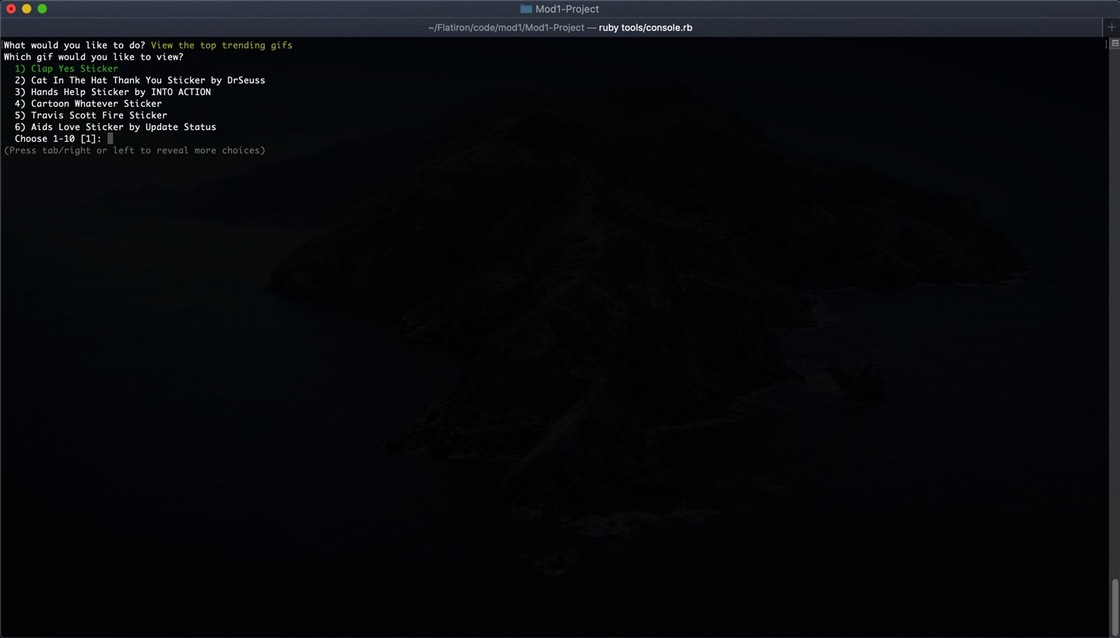 Mod1-Project
~/Flatiron/code/mod1/Mod1-Project — ruby tools/console.rb
What would you like to do? View the top trending gifs
Which gif would you like to view?
1) Clap Yes Sticker
2) Cat In The Hat Thank You Sticker by DrSeuss
3) Hands Help Sticker by INTO ACTION
4) Cartoon Whatever Sticker
5) Travis Scott Fire Sticker
6) Aids Love Sticker by Update Status
Choose 1-10 [1]:
(Press tab/right or left to reveal more choices)